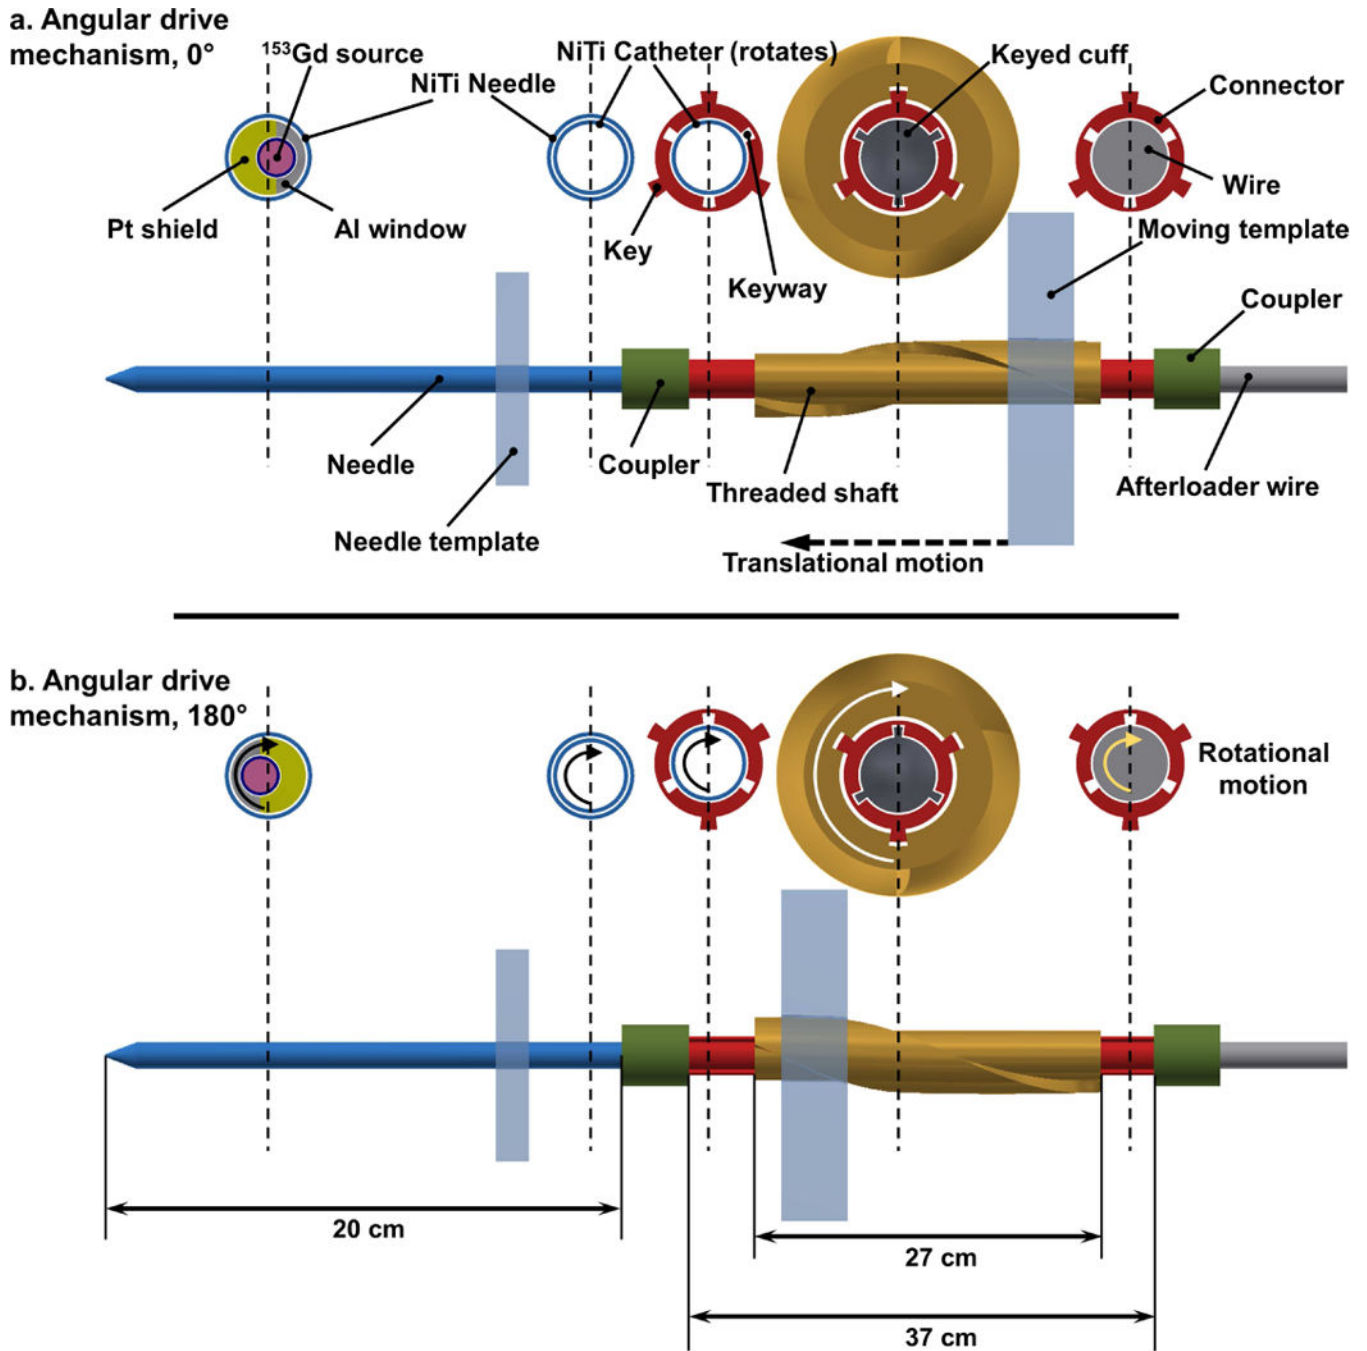 a. Angular drive
mechanism, 0°
¹⁵³Gd source
NiTi Catheter (rotates)
Keyed cuff
NiTi Needle
Connector
Wire
Pt shield
Al window
Key
Keyway
Moving template
Coupler
Needle
Coupler
Threaded shaft
Afterloader wire
Needle template
Translational motion
b. Angular drive
mechanism, 180°
Rotational
motion
20 cm
27 cm
37 cm